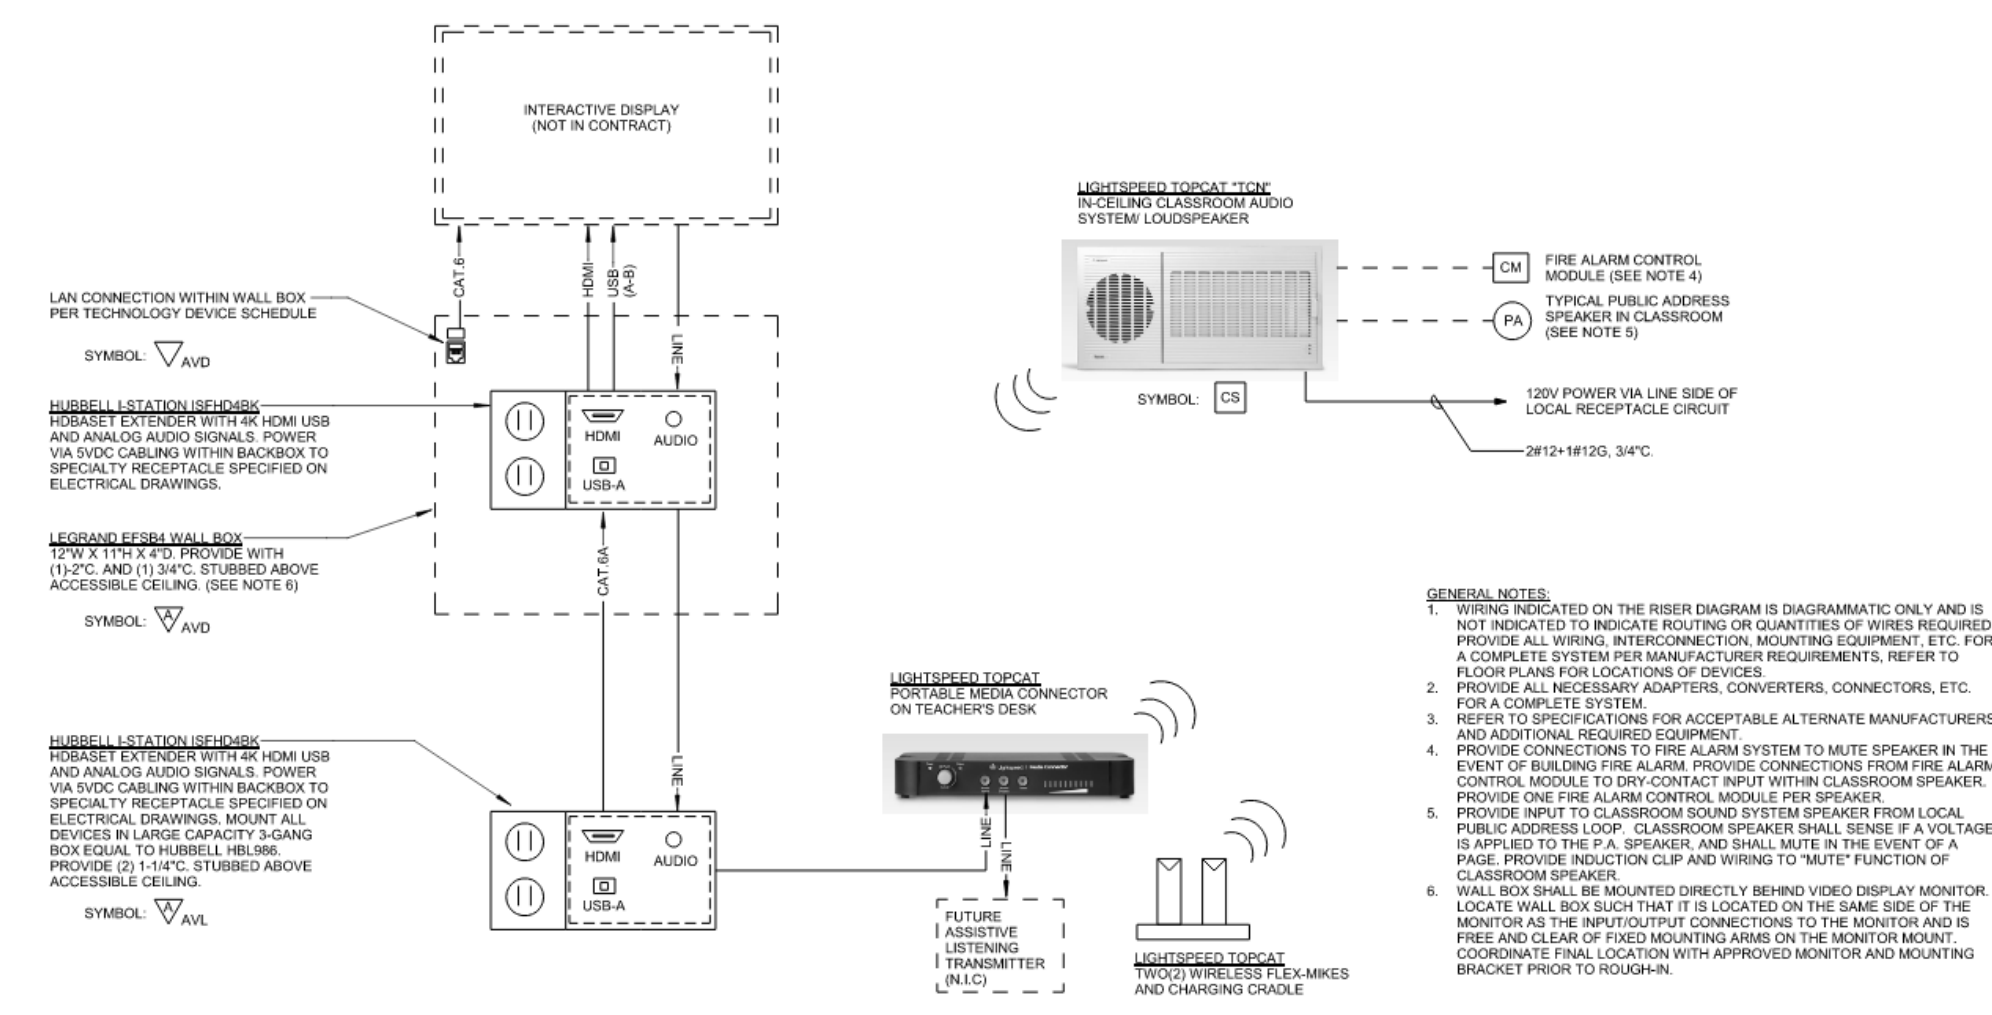 INTERACTIVE DISPLAY
(NOT IN CONTRACT)
CAT.6
HDMI
USB
(A-B)
LINE
LAN CONNECTION WITHIN WALL BOX
PER TECHNOLOGY DEVICE SCHEDULE
SYMBOL: AVD
HUBBELL I-STATION ISFHD4BK
HDBASET EXTENDER WITH 4K HDMI USB
AND ANALOG AUDIO SIGNALS. POWER
VIA 5VDC CABLING WITHIN BACKBOX TO
SPECIALTY RECEPTACLE SPECIFIED ON
ELECTRICAL DRAWINGS.
HDMI
AUDIO
USB-A
LEGRAND EFSB4 WALL BOX
12"W X 11"H X 4"D. PROVIDE WITH
(1)-2"C. AND (1) 3/4"C. STUBBED ABOVE
ACCESSIBLE CEILING. (SEE NOTE 6)
SYMBOL: A AVD
CAT.6A
LINE
HUBBELL I-STATION ISFHD4BK
HDBASET EXTENDER WITH 4K HDMI USB
AND ANALOG AUDIO SIGNALS. POWER
VIA 5VDC CABLING WITHIN BACKBOX TO
SPECIALTY RECEPTACLE SPECIFIED ON
ELECTRICAL DRAWINGS. MOUNT ALL
DEVICES IN LARGE CAPACITY 3-GANG
BOX EQUAL TO HUBBELL HBL986.
PROVIDE (2) 1-1/4"C. STUBBED ABOVE
ACCESSIBLE CEILING.
SYMBOL: A AVL
HDMI
AUDIO
USB-A
LIGHTSPEED TOPCAT "TCN"
IN-CEILING CLASSROOM AUDIO
SYSTEM/ LOUDSPEAKER
SYMBOL: CS
CM
FIRE ALARM CONTROL
MODULE (SEE NOTE 4)
PA
TYPICAL PUBLIC ADDRESS
SPEAKER IN CLASSROOM
(SEE NOTE 5)
120V POWER VIA LINE SIDE OF
LOCAL RECEPTACLE CIRCUIT
2#12+1#12G, 3/4"C.
LIGHTSPEED TOPCAT
PORTABLE MEDIA CONNECTOR
ON TEACHER'S DESK
Lightspeed Media Connector
LINE
LINE
FUTURE
ASSISTIVE
LISTENING
TRANSMITTER
(N.I.C)
LIGHTSPEED TOPCAT
TWO(2) WIRELESS FLEX-MIKES
AND CHARGING CRADLE
GENERAL NOTES:
1. WIRING INDICATED ON THE RISER DIAGRAM IS DIAGRAMMATIC ONLY AND IS
NOT INDICATED TO INDICATE ROUTING OR QUANTITIES OF WIRES REQUIRED
PROVIDE ALL WIRING, INTERCONNECTION, MOUNTING EQUIPMENT, ETC. FOR
A COMPLETE SYSTEM PER MANUFACTURER REQUIREMENTS, REFER TO
FLOOR PLANS FOR LOCATIONS OF DEVICES.
2. PROVIDE ALL NECESSARY ADAPTERS, CONVERTERS, CONNECTORS, ETC.
FOR A COMPLETE SYSTEM.
3. REFER TO SPECIFICATIONS FOR ACCEPTABLE ALTERNATE MANUFACTURERS
AND ADDITIONAL REQUIRED EQUIPMENT.
4. PROVIDE CONNECTIONS TO FIRE ALARM SYSTEM TO MUTE SPEAKER IN THE
EVENT OF BUILDING FIRE ALARM. PROVIDE CONNECTIONS FROM FIRE ALARM
CONTROL MODULE TO DRY-CONTACT INPUT WITHIN CLASSROOM SPEAKER.
PROVIDE ONE FIRE ALARM CONTROL MODULE PER SPEAKER.
5. PROVIDE INPUT TO CLASSROOM SOUND SYSTEM SPEAKER FROM LOCAL
PUBLIC ADDRESS LOOP. CLASSROOM SPEAKER SHALL SENSE IF A VOLTAGE
IS APPLIED TO THE P.A. SPEAKER, AND SHALL MUTE IN THE EVENT OF A
PAGE. PROVIDE INDUCTION CLIP AND WIRING TO "MUTE" FUNCTION OF
CLASSROOM SPEAKER.
6. WALL BOX SHALL BE MOUNTED DIRECTLY BEHIND VIDEO DISPLAY MONITOR.
LOCATE WALL BOX SUCH THAT IT IS LOCATED ON THE SAME SIDE OF THE
MONITOR AS THE INPUT/OUTPUT CONNECTIONS TO THE MONITOR AND IS
FREE AND CLEAR OF FIXED MOUNTING ARMS ON THE MONITOR MOUNT.
COORDINATE FINAL LOCATION WITH APPROVED MONITOR AND MOUNTING
BRACKET PRIOR TO ROUGH-IN.